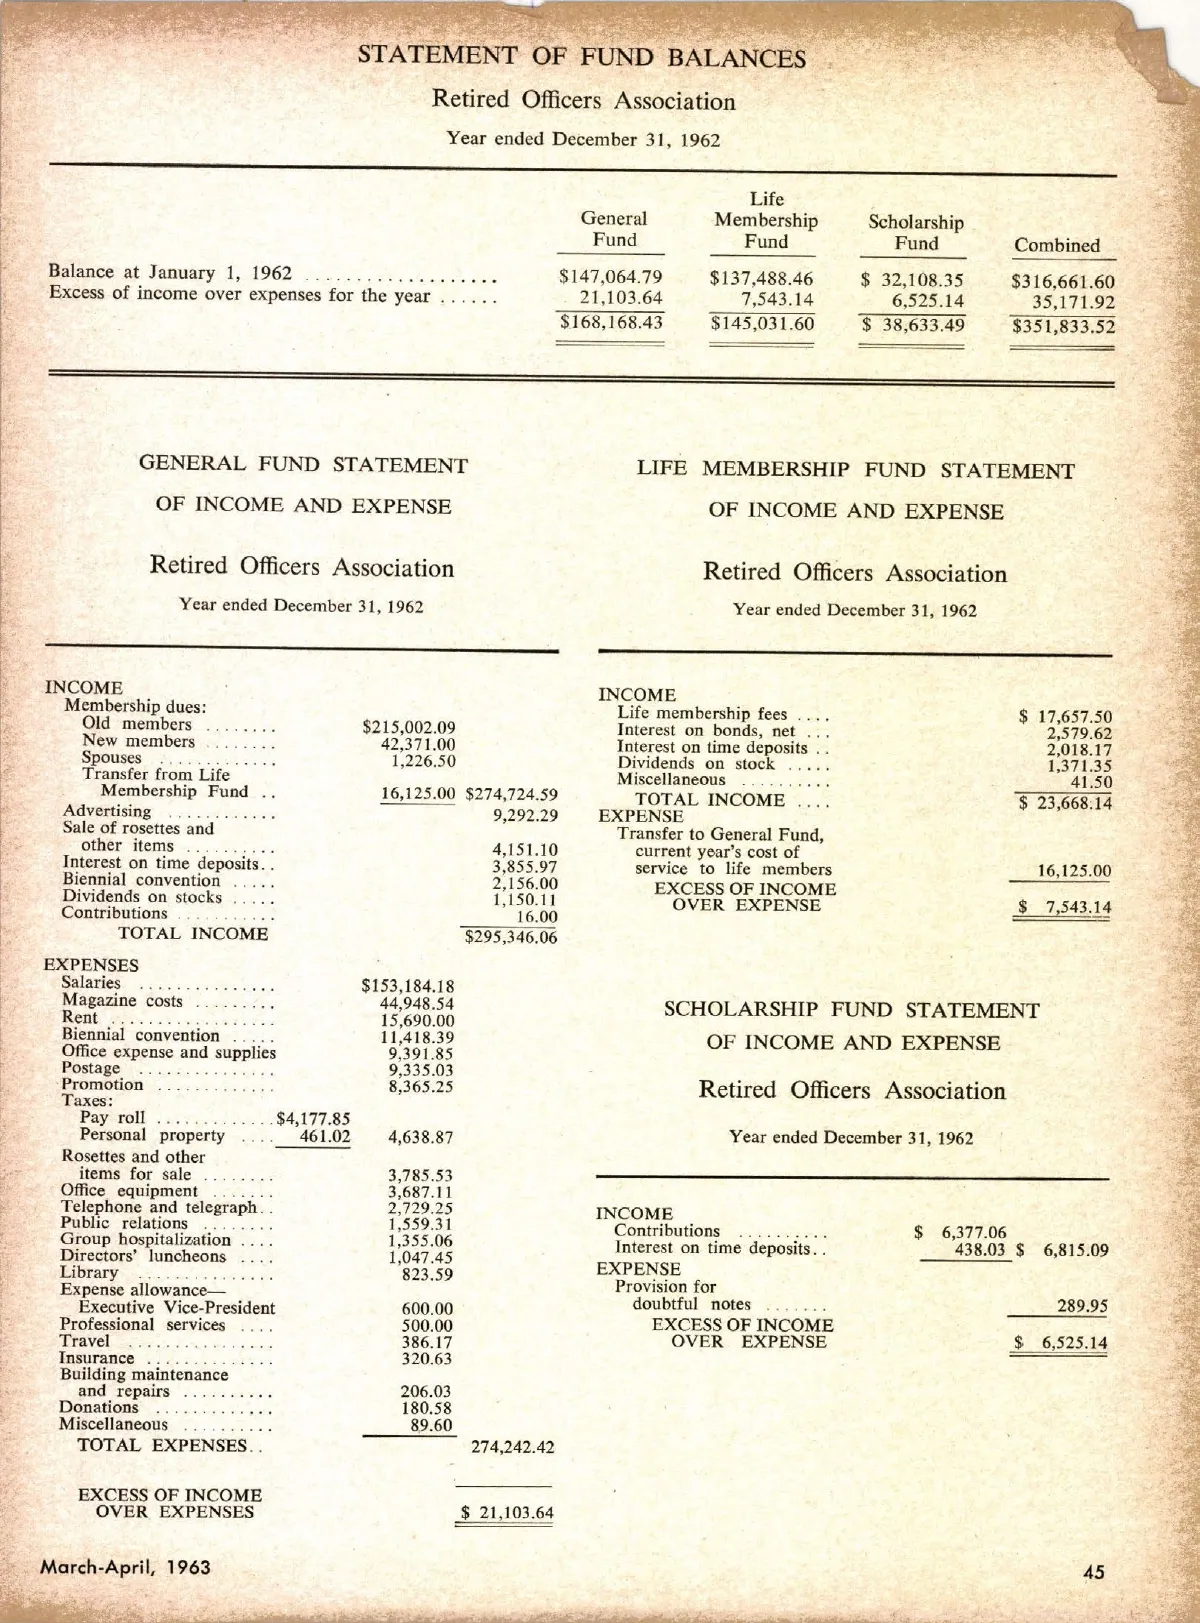 STATEMENT OF FUND BALANCES
Retired Officers Association
Year ended December 31, 1962
General Fund Life Membership Fund Scholarship Fund Combined
Balance at January 1, 1962 ................... $147,064.79 $137,488.46 $ 32,108.35 $316,661.60
Excess of income over expenses for the year ...... 21,103.64 7,543.14 6,525.14 35,171.92
$168,168.43 $145,031.60 $ 38,633.49 $351,833.52
GENERAL FUND STATEMENT
OF INCOME AND EXPENSE
Retired Officers Association
Year ended December 31, 1962
INCOME
Membership dues:
Old members ........ $215,002.09
New members ........ 42,371.00
Spouses ............. 1,226.50
Transfer from Life
Membership Fund .. 16,125.00 $274,724.59
Advertising ............ 9,292.29
Sale of rosettes and
other items .......... 4,151.10
Interest on time deposits.. 3,855.97
Biennial convention ..... 2,156.00
Dividends on stocks ..... 1,150.11
Contributions ........... 16.00
TOTAL INCOME $295,346.06
EXPENSES
Salaries ............... $153,184.18
Magazine costs ......... 44,948.54
Rent .................. 15,690.00
Biennial convention ..... 11,418.39
Office expense and supplies 9,391.85
Postage ............... 9,335.03
Promotion ............. 8,365.25
Taxes:
Pay roll ............. $4,177.85
Personal property .... 461.02 4,638.87
Rosettes and other
items for sale ........ 3,785.53
Office equipment ....... 3,687.11
Telephone and telegraph.. 2,729.25
Public relations ........ 1,559.31
Group hospitalization .... 1,355.06
Directors' luncheons .... 1,047.45
Library ............... 823.59
Expense allowance—
Executive Vice-President 600.00
Professional services .... 500.00
Travel ................ 386.17
Insurance .............. 320.63
Building maintenance
and repairs .......... 206.03
Donations ............. 180.58
Miscellaneous .......... 89.60
TOTAL EXPENSES.. 274,242.42
EXCESS OF INCOME
OVER EXPENSES $ 21,103.64
LIFE MEMBERSHIP FUND STATEMENT
OF INCOME AND EXPENSE
Retired Officers Association
Year ended December 31, 1962
INCOME
Life membership fees .... $ 17,657.50
Interest on bonds, net ... 2,579.62
Interest on time deposits .. 2,018.17
Dividends on stock ..... 1,371.35
Miscellaneous .......... 41.50
TOTAL INCOME .... $ 23,668.14
EXPENSE
Transfer to General Fund,
current year's cost of
service to life members 16,125.00
EXCESS OF INCOME
OVER EXPENSE $ 7,543.14
SCHOLARSHIP FUND STATEMENT
OF INCOME AND EXPENSE
Retired Officers Association
Year ended December 31, 1962
INCOME
Contributions .......... $ 6,377.06
Interest on time deposits.. 438.03 $ 6,815.09
EXPENSE
Provision for
doubtful notes ....... 289.95
EXCESS OF INCOME
OVER EXPENSE $ 6,525.14
March-April, 1963 45